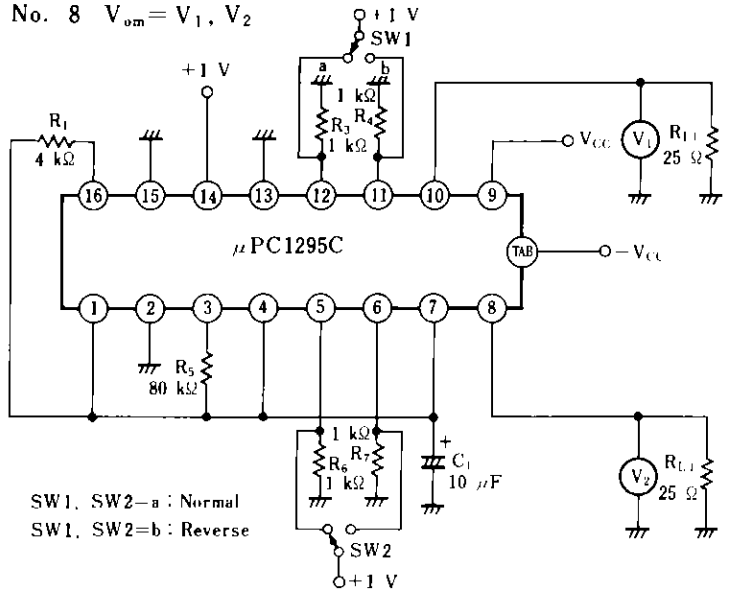 No. 8 Vom = V1, V2
+1 V
SW1
a
b
+1 V
1 kΩ
R3
R4
1 kΩ
R1
4 kΩ
VCC
V1
RL1
25 Ω
16
15
14
13
12
11
10
9
μPC1295C
TAB
−VCC
1
2
3
4
5
6
7
8
R5
80 kΩ
1 kΩ
R6
R7
1 kΩ
+
C1
10 μF
V2
25 Ω
SW1, SW2−a : Normal
SW1, SW2=b : Reverse
SW2
+1 V